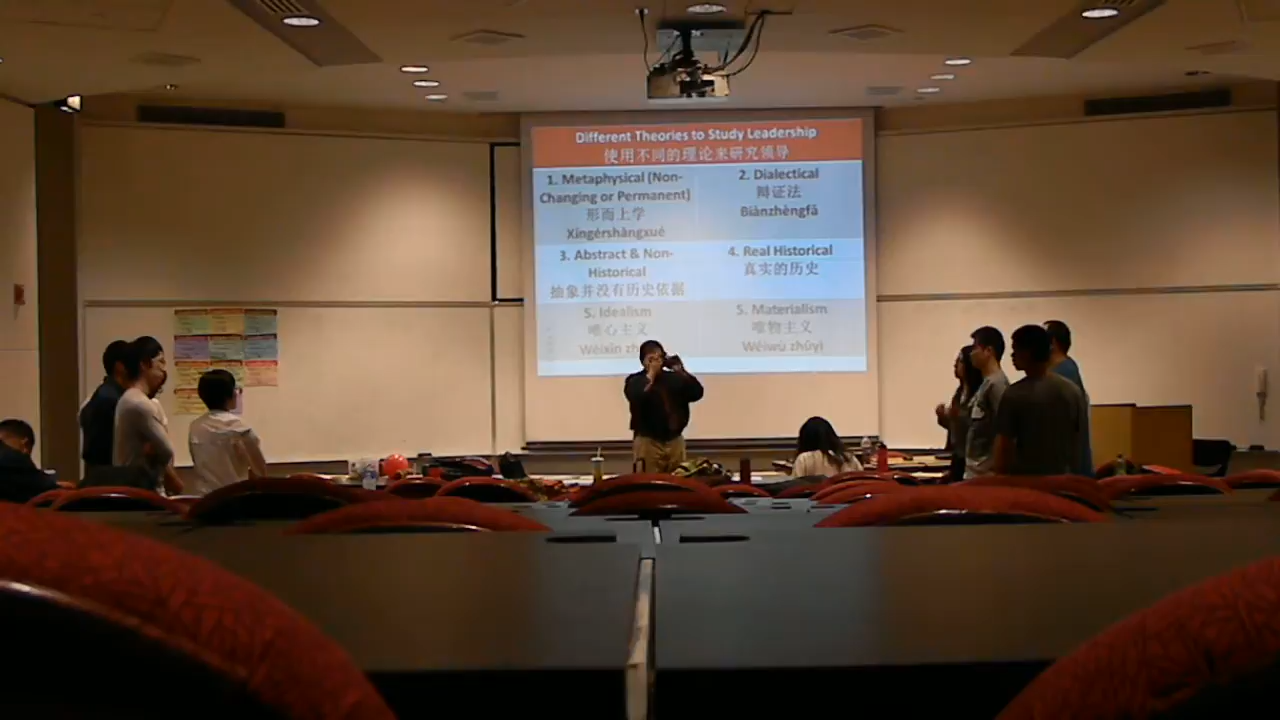 Different Theories to Study Leadership
使用不同的理论来研究领导
1. Metaphysical (Non-
Changing or Permanent)
形而上学
Xíngérshàngxué
2. Dialectical
辩证法
Biànzhèngfǎ
3. Abstract & Non-
Historical
抽象并没有历史依据
4. Real Historical
真实的历史
5. Idealism
唯心主义
Wéixīn zh
5. Materialism
唯物主义
Wéiwù zhǔyì